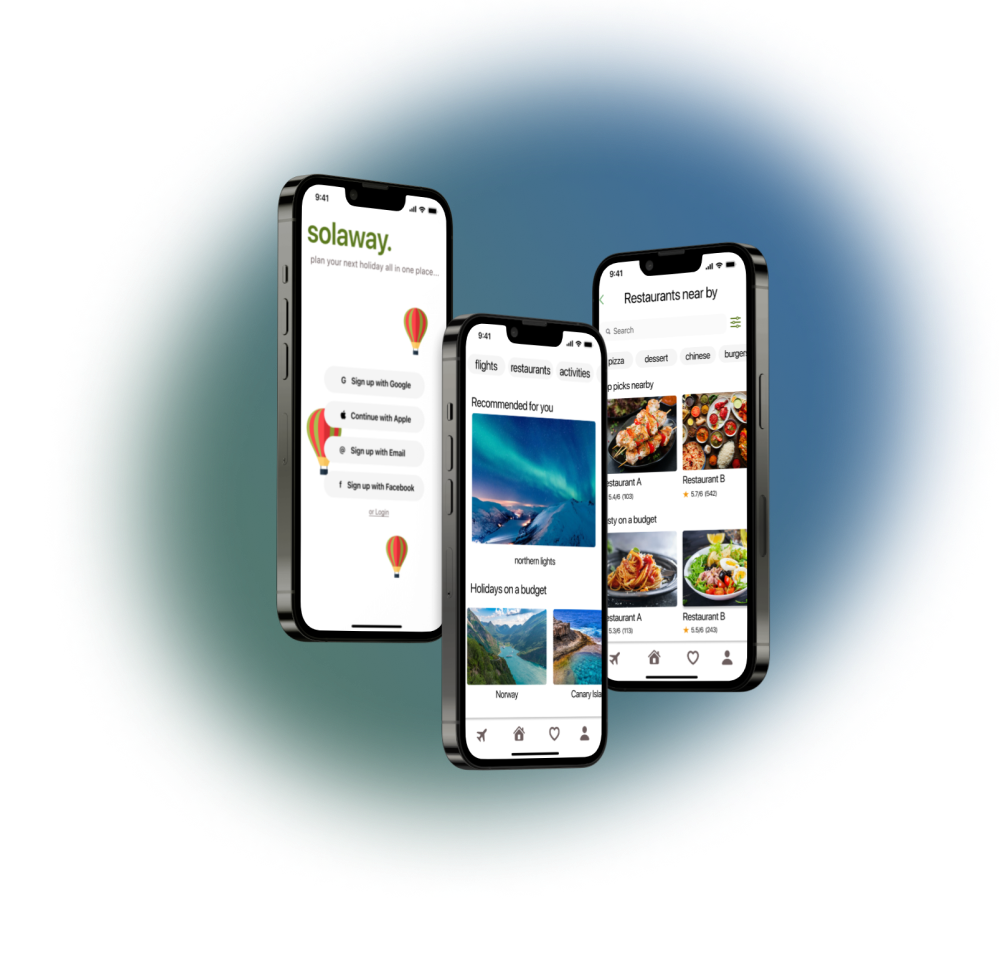 9:41
solaway.
plan your next holiday all in one place...
G Sign up with Google
Continue with Apple
@ Sign up with Email
f Sign up with Facebook
or Login
9:41
flights restaurants activities
Recommended for you
northern lights
Holidays on a budget
Norway Canary Isla
9:41
Restaurants near by
Search
pizza dessert chinese burger
p picks nearby
estaurant A Restaurant B
5.4/6 (103) ★ 5.7/6 (542)
sty on a budget
estaurant A Restaurant B
5.3/6 (113) ★ 5.5/6 (243)